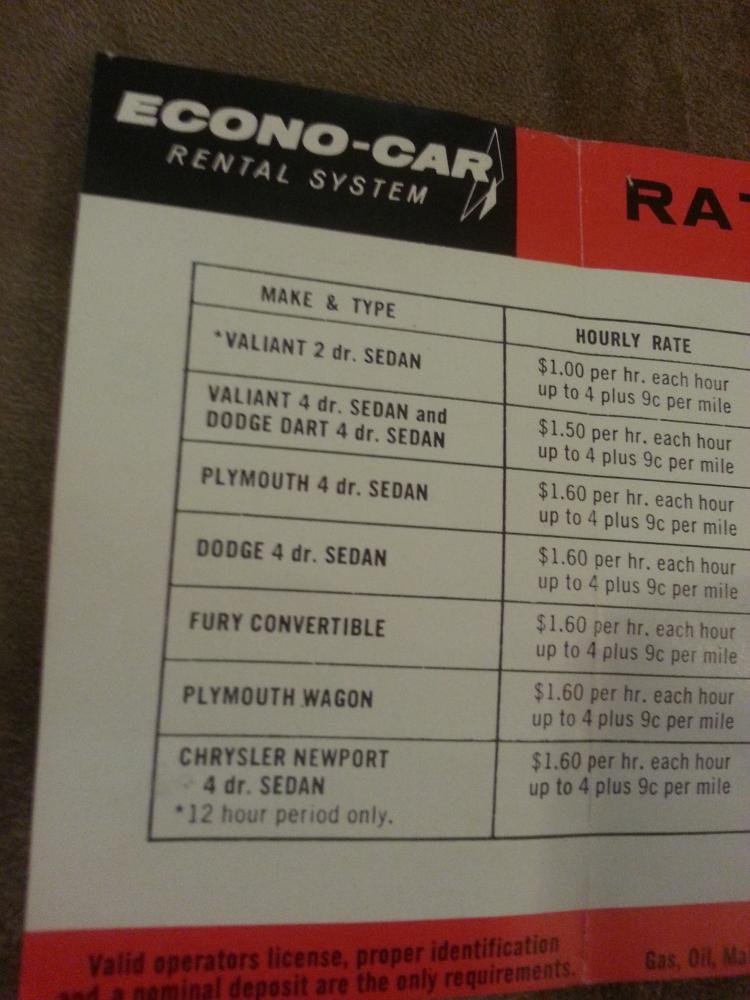 ECONO-CAR
RENTAL SYSTEM
MAKE & TYPE
HOURLY RATE
*VALIANT 2 dr. SEDAN
$1.00 per hr. each hour
up to 4 plus 9c per mile
VALIANT 4 dr. SEDAN and
DODGE DART 4 dr. SEDAN
$1.50 per hr. each hour
up to 4 plus 9c per mile
PLYMOUTH 4 dr. SEDAN
$1.60 per hr. each hour
up to 4 plus 9c per mile
DODGE 4 dr. SEDAN
$1.60 per hr. each hour
up to 4 plus 9c per mile
FURY CONVERTIBLE
$1.60 per hr. each hour
up to 4 plus 9c per mile
PLYMOUTH WAGON
$1.60 per hr. each hour
up to 4 plus 9c per mile
CHRYSLER NEWPORT
4 dr. SEDAN
*12 hour period only.
$1.60 per hr. each hour
up to 4 plus 9c per mile
Valid operators license, proper identification
and a nominal deposit are the only requirements.
Gas, Oil,